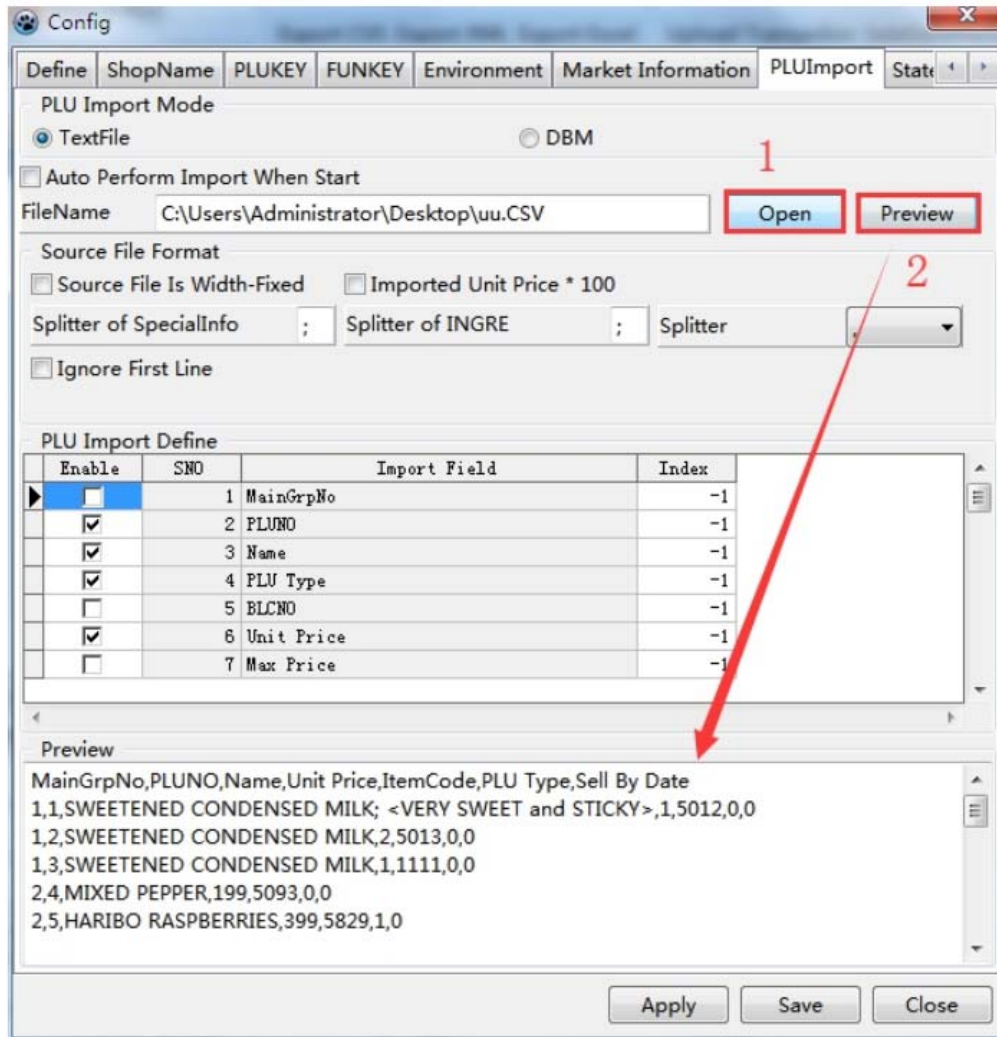 Config
Define ShopName PLUKEY FUNKEY Environment Market Information PLUImport State
PLU Import Mode
TextFile DBM
1
Auto Perform Import When Start
FileName C:\Users\Administrator\Desktop\uu.CSV Open Preview
2
Source File Format
Source File Is Width-Fixed Imported Unit Price * 100
Splitter of SpecialInfo ; Splitter of INGRE ; Splitter ,
Ignore First Line
PLU Import Define
Enable SNO Import Field Index
1 MainGrpNo -1
2 PLUNO -1
3 Name -1
4 PLU Type -1
5 BLCNO -1
6 Unit Price -1
7 Max Price -1
Preview
MainGrpNo,PLUNO,Name,Unit Price,ItemCode,PLU Type,Sell By Date
1,1,SWEETENED CONDENSED MILK; <VERY SWEET and STICKY>,1,5012,0,0
1,2,SWEETENED CONDENSED MILK,2,5013,0,0
1,3,SWEETENED CONDENSED MILK,1,1111,0,0
2,4,MIXED PEPPER,199,5093,0,0
2,5,HARIBO RASPBERRIES,399,5829,1,0
Apply Save Close